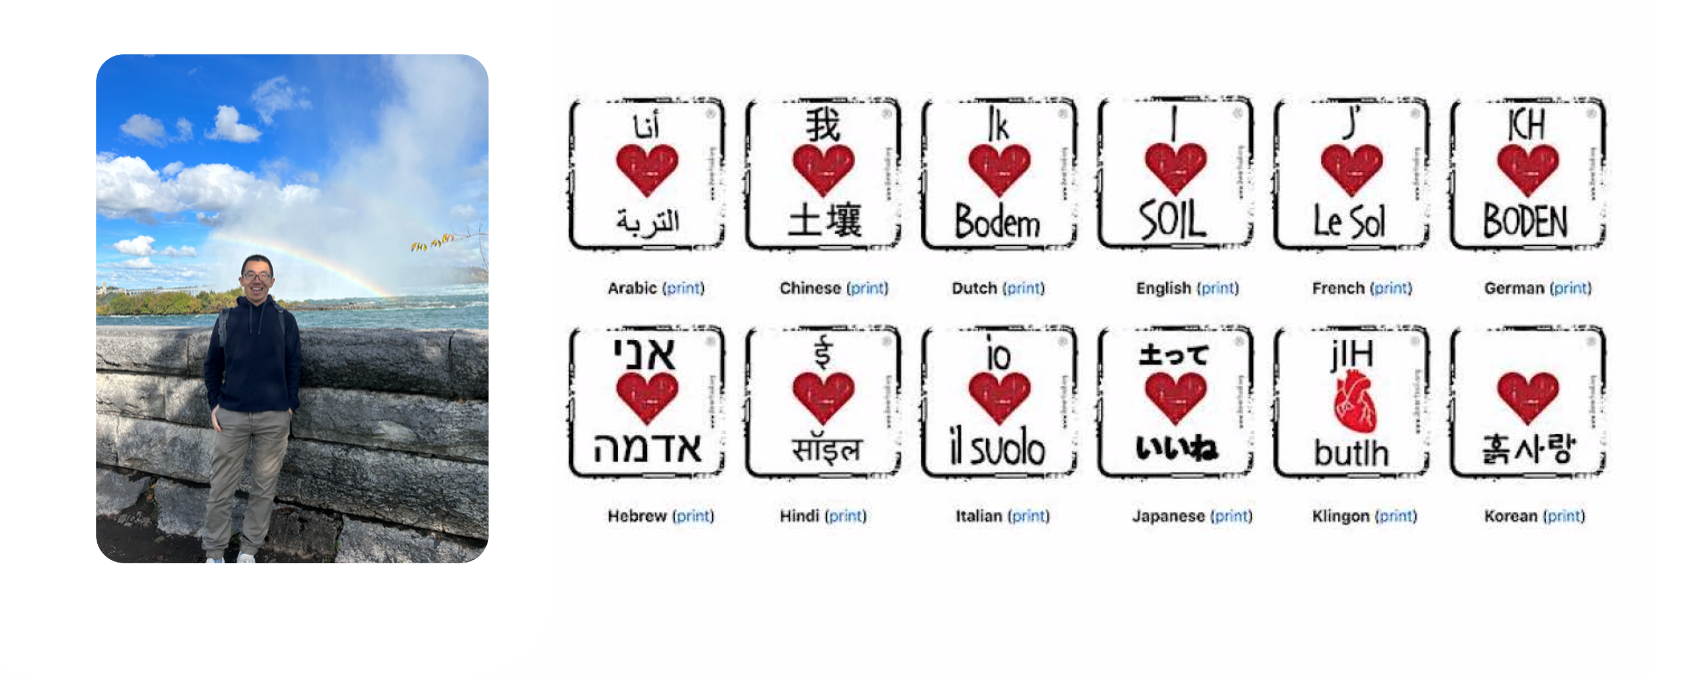 أنا
التربة
Arabic (print)
我
土壤
Chinese (print)
Ik
Bodem
Dutch (print)
I
SOIL
English (print)
J'
Le Sol
French (print)
ICH
BODEN
German (print)
אני
אדמה
Hebrew (print)
ई
सॉइल
Hindi (print)
io
il suolo
Italian (print)
土って
いいね
Japanese (print)
jIH
butlh
Klingon (print)
흙사랑
Korean (print)